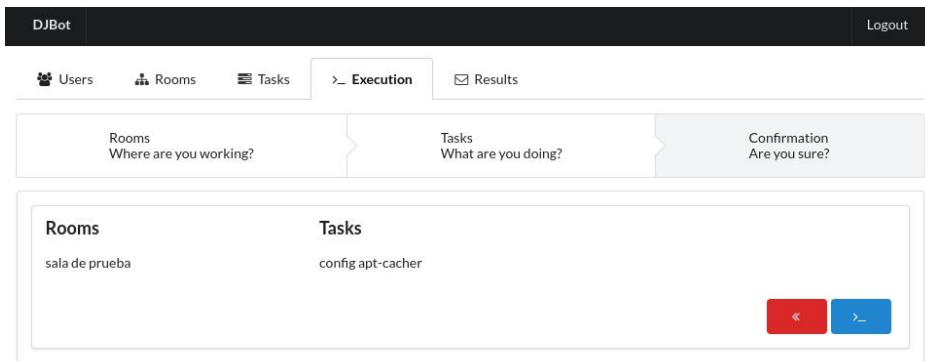 DJBot
Logout
Users
Rooms
Tasks
>_ Execution
Results
Rooms
Where are you working?
Tasks
What are you doing?
Confirmation
Are you sure?
Rooms
Tasks
sala de prueba
config apt-cacher
«
>_